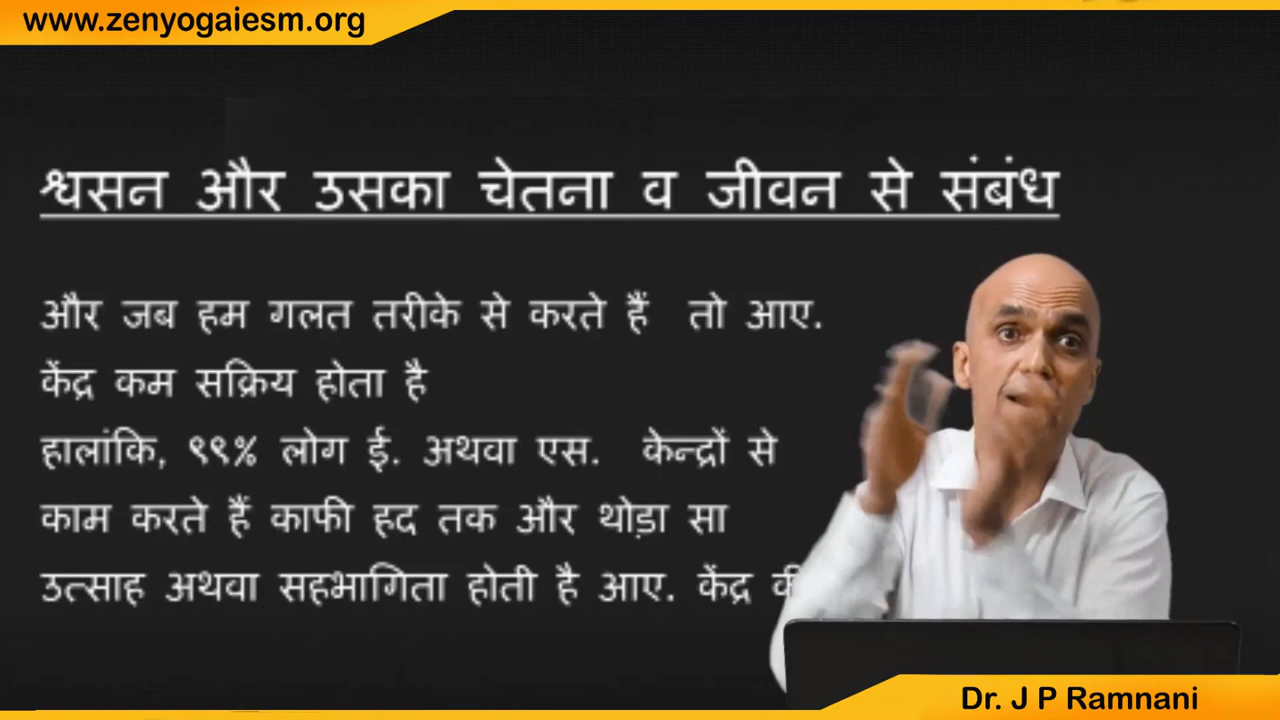 www.zenyogaiesm.org
श्वसन और उसका चेतना व जीवन से संबंध
और जब हम गलत तरीके से करते हैं तो आए.
केंद्र कम सक्रिय होता है
हालांकि, ९९% लोग ई. अथवा एस. केन्द्रों से
काम करते हैं काफी हद तक और थोड़ा सा
उत्साह अथवा सहभागिता होती है आए. केंद्र की
Dr. J P Ramnani